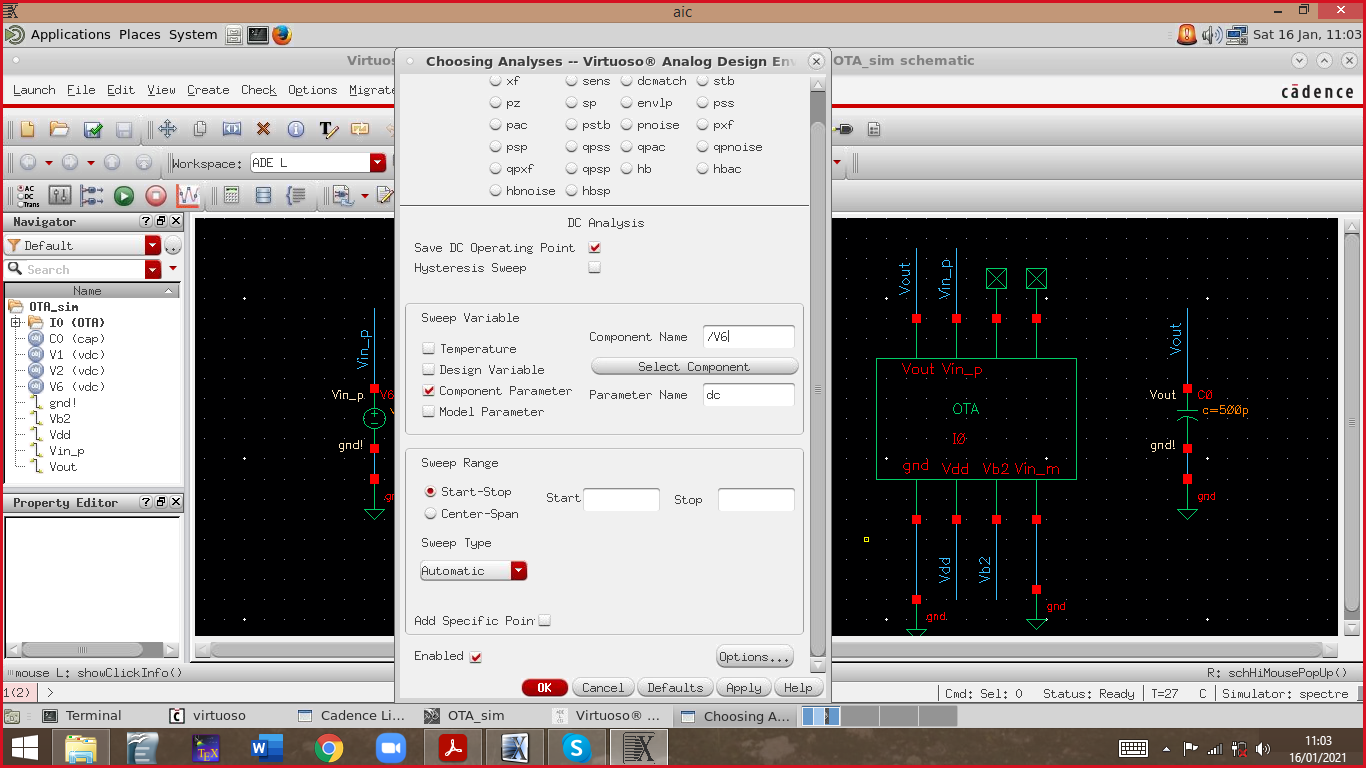 aic
Applications Places System
Sat 16 Jan, 11:03
Virtuos
Choosing Analyses -- Virtuoso® Analog Design En
OTA_sim schematic
Launch File Edit View Create Check Options Migrate
cādence
Workspace: ADE L
AC
DC
Trans
Navigator
Default
Search
Name
OTA_sim
I0 (OTA)
C0 (cap)
V1 (vdc)
V2 (vdc)
V6 (vdc)
gnd!
Vb2
Vdd
Vin_p
Vout
Property Editor
xf sens dcmatch stb
pz sp envlp pss
pac pstb pnoise pxf
psp qpss qpac qpnoise
qpxf qpsp hb hbac
hbnoise hbsp
DC Analysis
Save DC Operating Point
Hysteresis Sweep
Sweep Variable
Temperature
Design Variable
Component Parameter
Model Parameter
Component Name /V6
Select Component
Parameter Name dc
Sweep Range
Start-Stop
Center-Span
Start
Stop
Sweep Type
Automatic
Add Specific Poin
Enabled
Options...
OK Cancel Defaults Apply Help
Vin_p
Vin_p V6
gnd!
Vout Vin_p
Vout Vin_p
OTA
I0
gnd Vdd Vb2 Vin_m
Vdd Vb2
gnd
gnd
Vout
Vout C0
c=500p
gnd!
gnd
mouse L: showClickInfo()
R: schHiMousePopUp()
1(2) >
Cmd: Sel: 0 Status: Ready T=27 C Simulator: spectre
Terminal virtuoso Cadence Li... OTA_sim Virtuoso® ... Choosing A...
11:03
16/01/2021